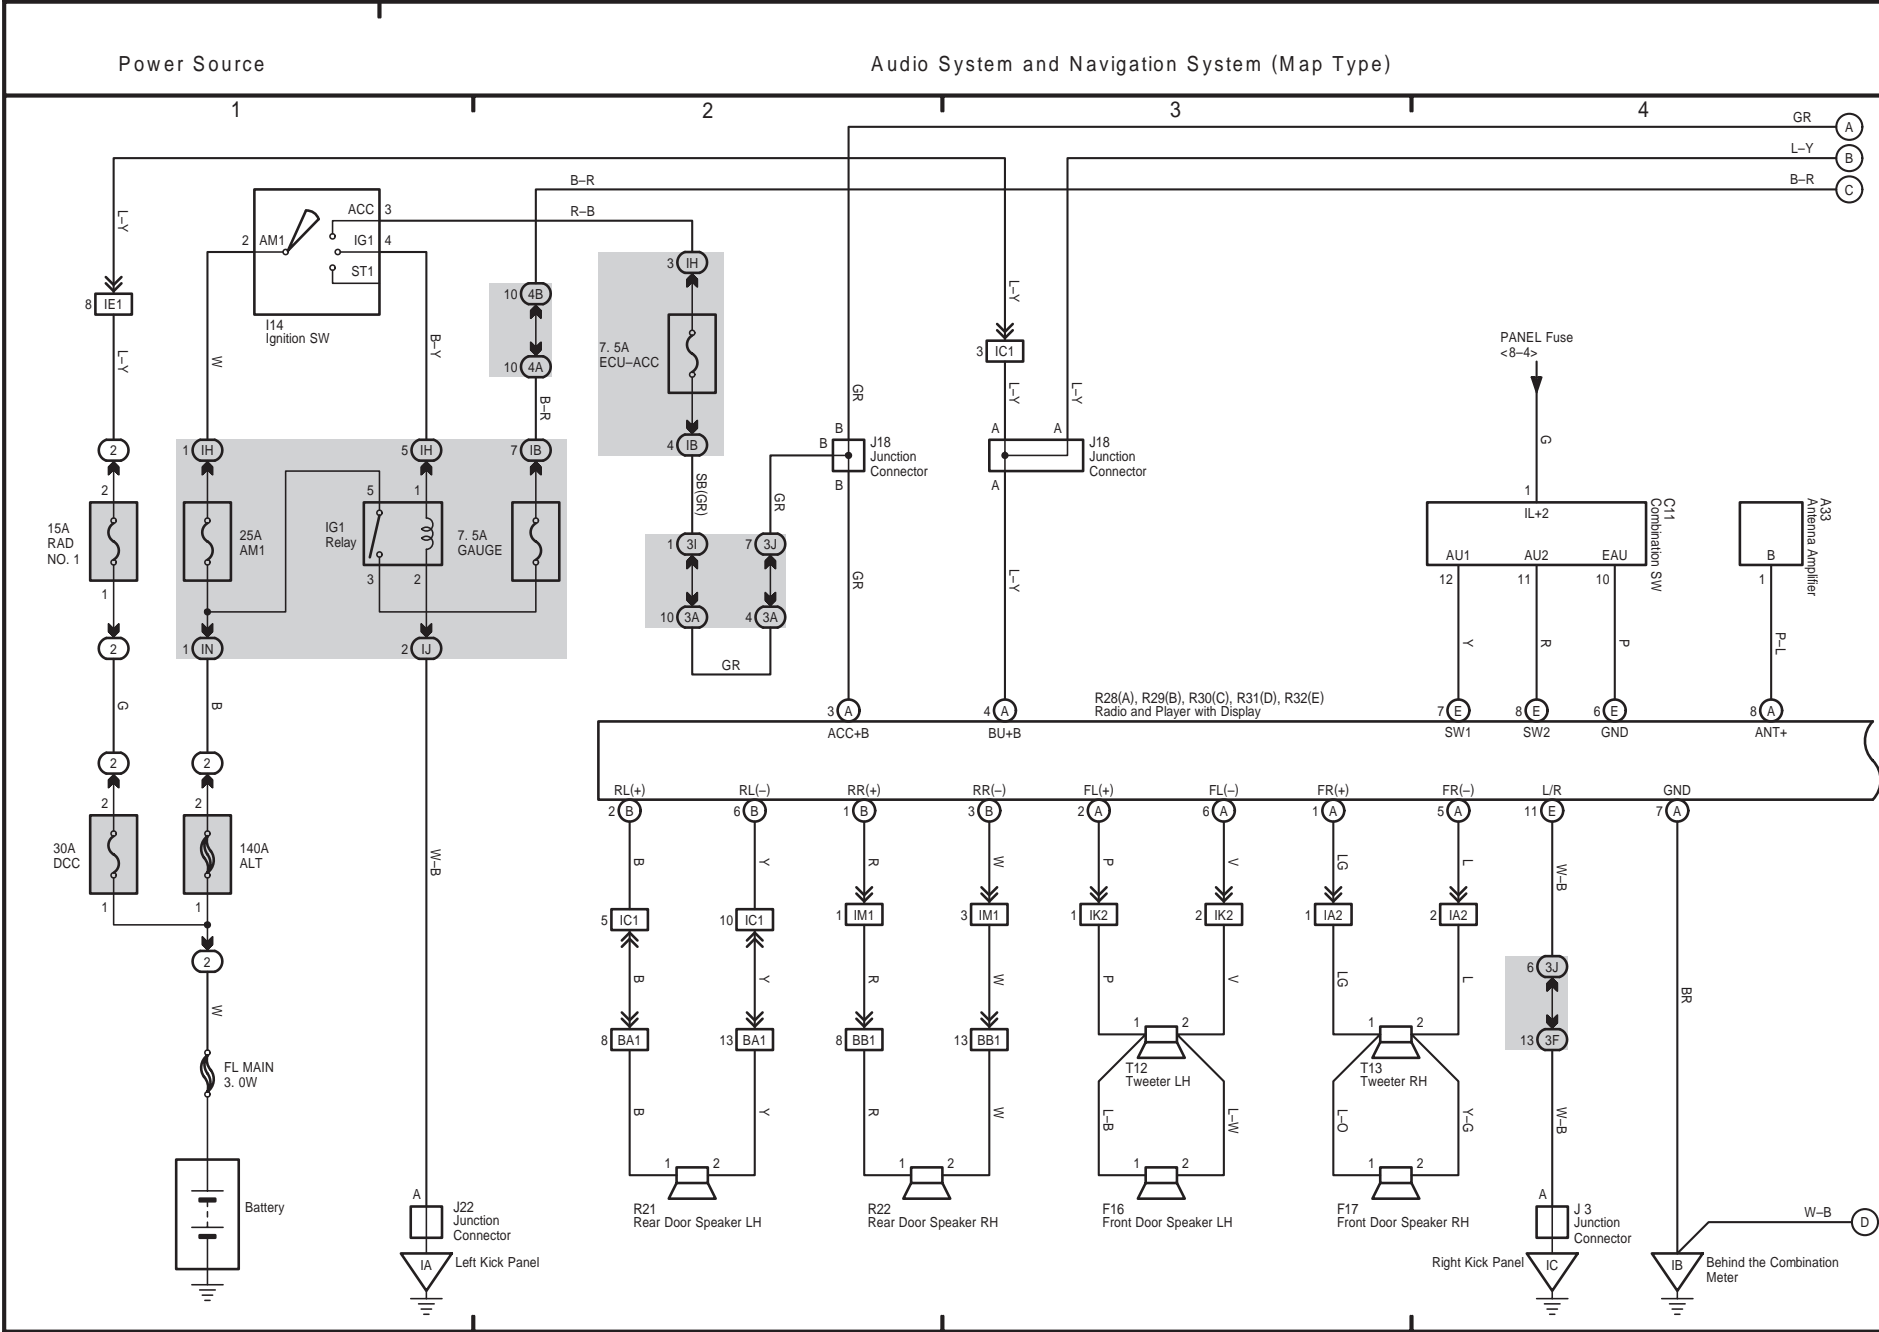 Power Source
Audio System and Navigation System (Map Type)
1
2
3
4
GR
A
L–Y
B
B–R
R–B
B–R
C
ACC 3
2 AM1
IG1 4
ST1
I14
Ignition SW
L–Y
8 IE1
L–Y
W
B–Y
10 4B
10 4A
B–R
3 IH
7. 5A
ECU–ACC
4 IB
SB(GR)
GR
L–Y
3 IC1
L–Y
L–Y
PANEL Fuse
<8–4>
G
2
1 IH
5 IH
7 IB
B
B
B
J18
Junction
Connector
A
A
A
J18
Junction
Connector
2
15A
RAD
NO. 1
1
25A
AM1
5
1
IG1
Relay
3
2
7. 5A
GAUGE
GR
1 3I
7 3J
10 3A
4 3A
GR
GR
L–Y
1
IL+2
AU1
AU2
EAU
12
11
10
C11
Combination SW
A33
Antenna Amplifier
B
1
2
1 IN
2 IJ
Y
R
P
P–L
G
B
R28(A), R29(B), R30(C), R31(D), R32(E)
Radio and Player with Display
3 A
4 A
7 E
8 E
6 E
8 A
ACC+B
BU+B
SW1
SW2
GND
ANT+
2
2
2
2
30A
DCC
140A
ALT
1
1
RL(+)
RL(–)
RR(+)
RR(–)
FL(+)
FL(–)
FR(+)
FR(–)
L/R
GND
2 B
6 B
1 B
3 B
2 A
6 A
1 A
5 A
11 E
7 A
W–B
B
Y
R
W
P
V
LG
L
W–B
5 IC1
10 IC1
1 IM1
3 IM1
1 IK2
2 IK2
1 IA2
2 IA2
2
B
Y
R
W
P
V
LG
L
6 3J
W
BR
8 BA1
13 BA1
8 BB1
13 BB1
1
2
T12
Tweeter LH
1
2
T13
Tweeter RH
13 3F
FL MAIN
3. 0W
B
Y
R
W
L–B
L–W
L–O
Y–G
W–B
Battery
1
2
R21
Rear Door Speaker LH
1
2
R22
Rear Door Speaker RH
1
2
F16
Front Door Speaker LH
1
2
F17
Front Door Speaker RH
A
J22
Junction
Connector
IA
Left Kick Panel
A
J 3
Junction
Connector
Right Kick Panel
IC
W–B
D
IB
Behind the Combination
Meter